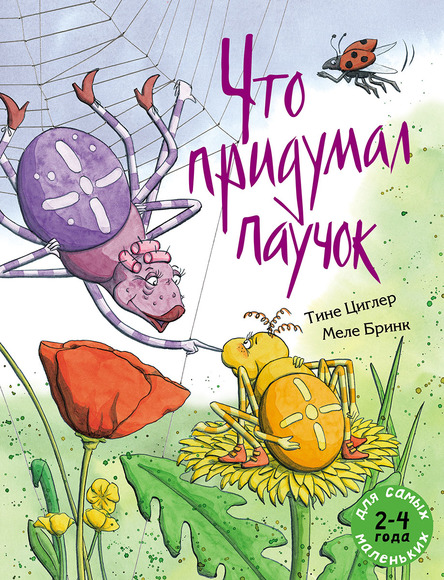 Что
придумал
паучок
Тине Циглер
Меле Бринк
для самых
2-4
года
маленьких